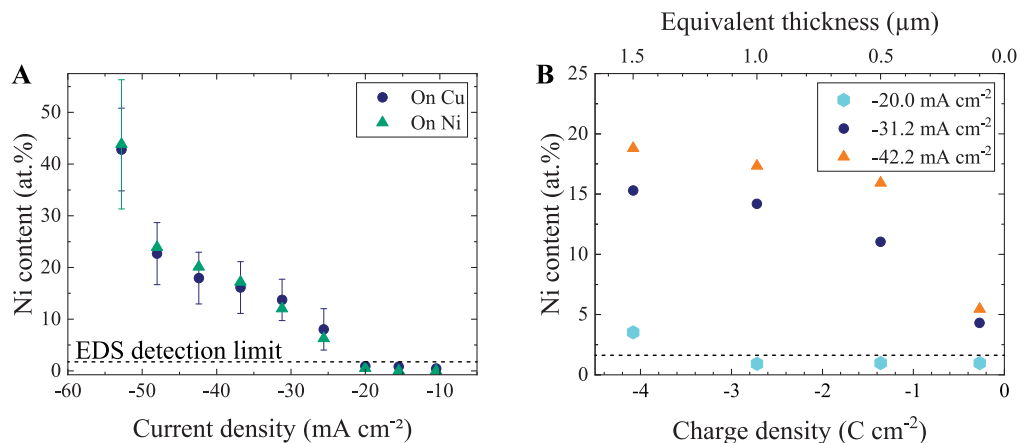 A
On Cu
On Ni
Ni content (at.%)
50
40
30
20
10
0
EDS detection limit
-60
-50
-40
-30
-20
-10
Current density (mA cm⁻²)
Equivalent thickness (µm)
1.5
1.0
0.5
0.0
B
-20.0 mA cm⁻²
-31.2 mA cm⁻²
-42.2 mA cm⁻²
Ni content (at.%)
25
20
15
10
5
0
-4
-3
-2
-1
0
Charge density (C cm⁻²)